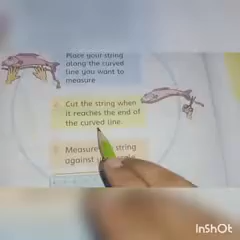 Place your string
along the curved
line you want to
measure
Cut the string when
it reaches the end of
the curved line.
Measure string
against
InShOt